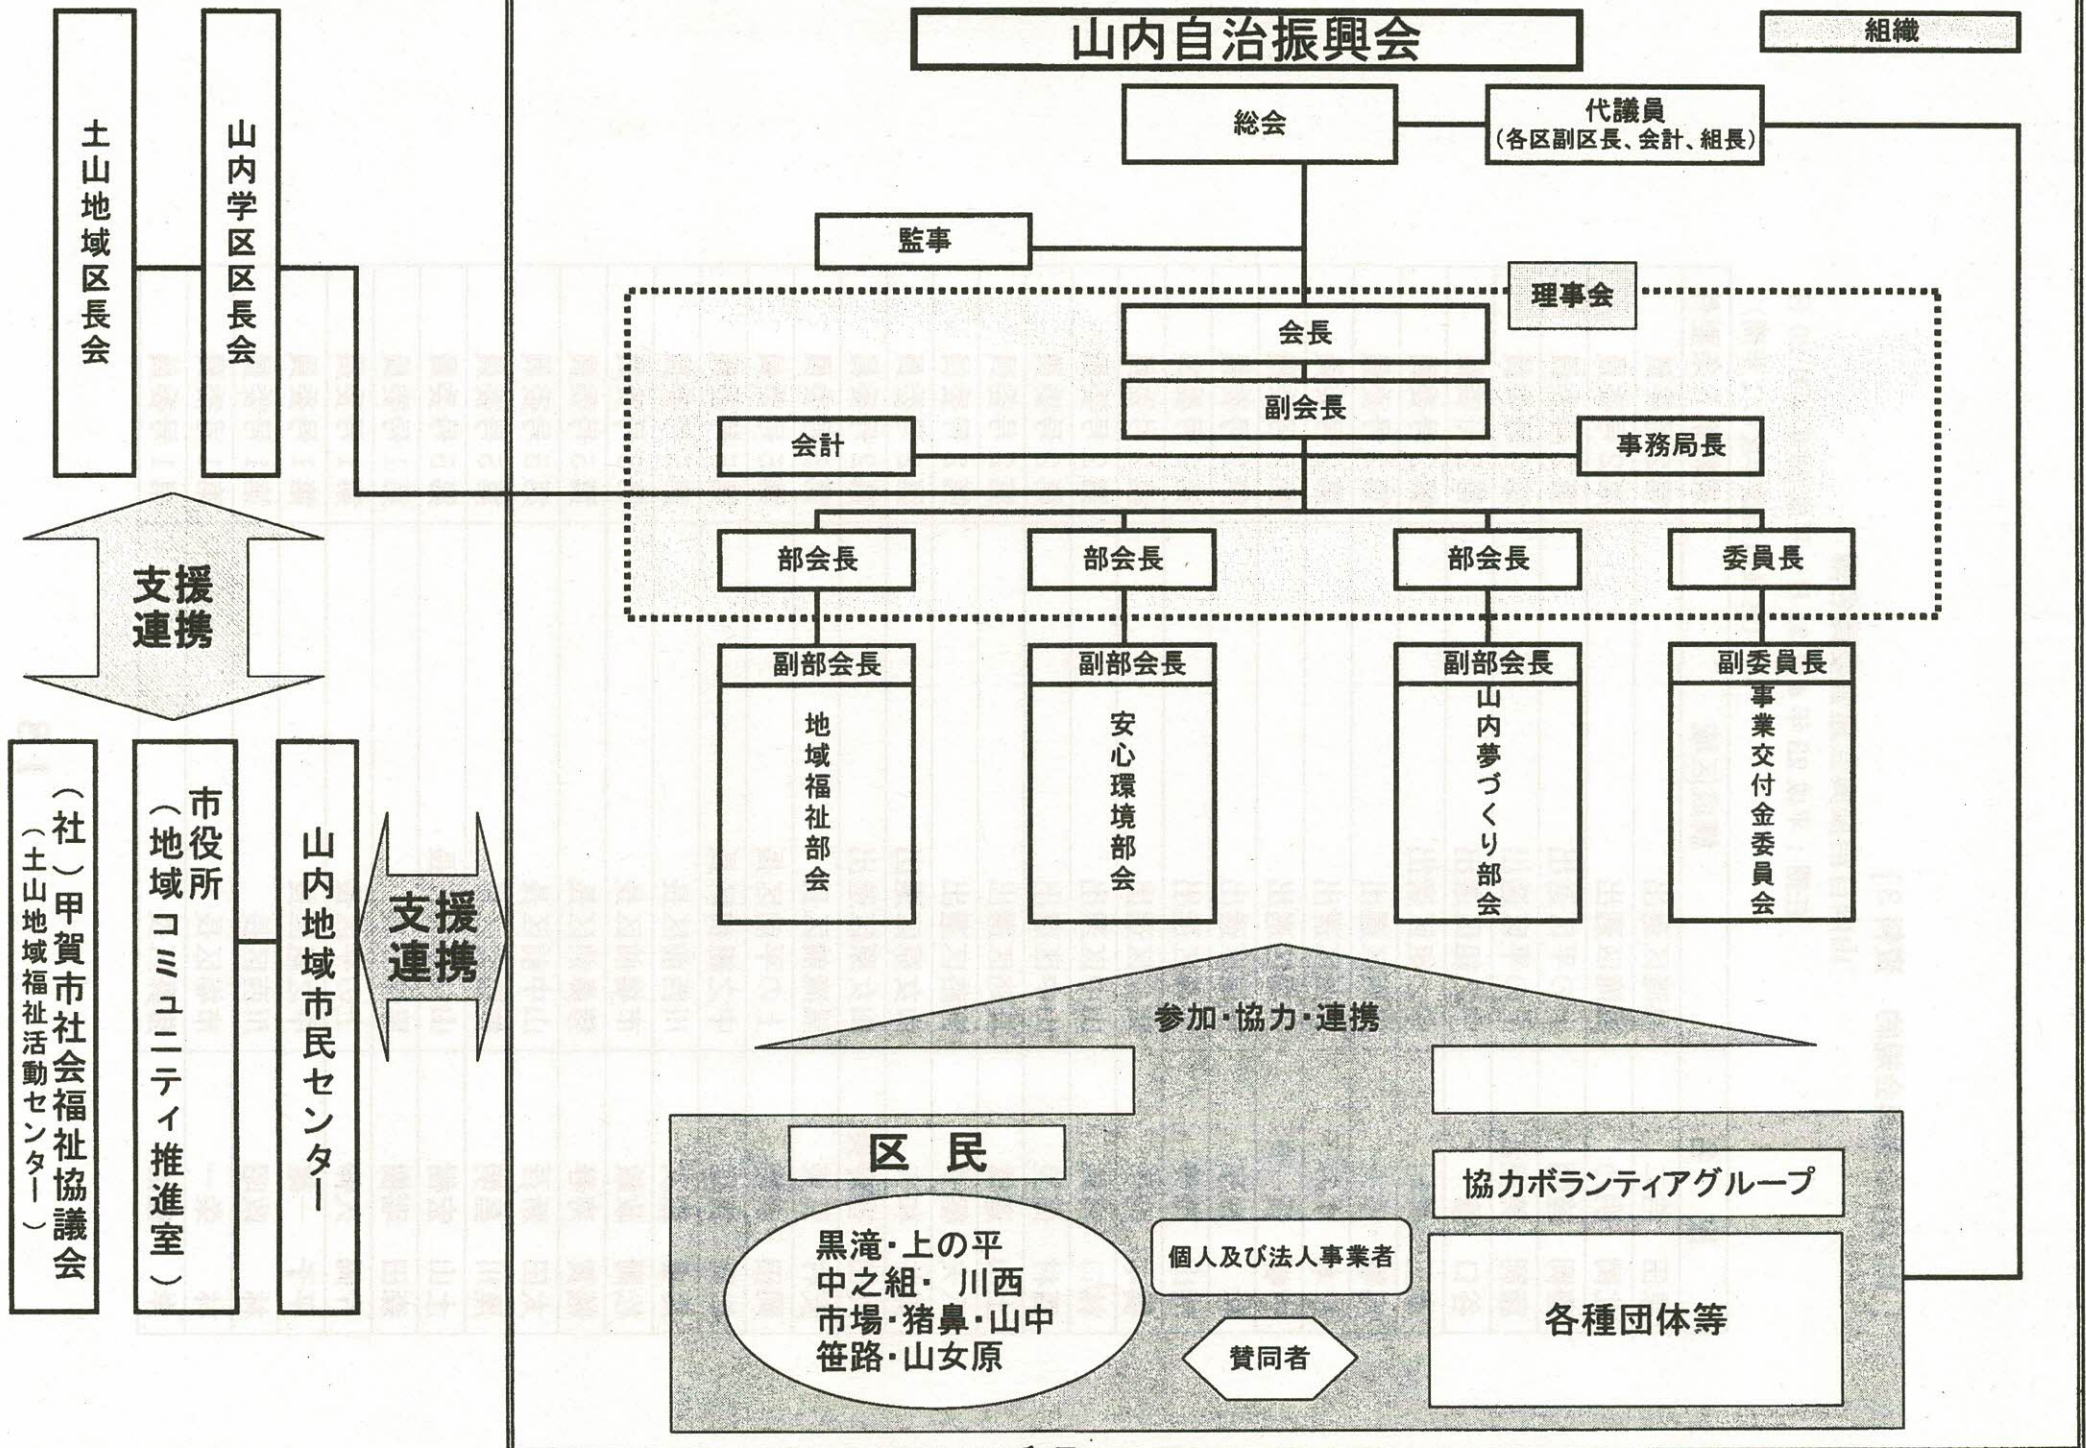 山内自治振興会
組織
総会
代議員
(各区副区長、会計、組長)
監事
理事会
会長
副会長
会計
事務局長
部会長
部会長
部会長
委員長
副部会長
地域福祉部会
副部会長
安心環境部会
副部会長
山内夢づくり部会
副委員長
事業交付金委員会
土山地域区長会
山内学区区長会
支援
連携
(社)甲賀市社会福祉協議会
(土山地域福祉活動センター)
市役所
(地域コミュニティ推進室)
山内地域市民センター
支援
連携
参加・協力・連携
区 民
黒滝・上の平
中之組・ 川西
市場・猪鼻・山中
笹路・山女原
個人及び法人事業者
賛同者
協力ボランティアグループ
各種団体等